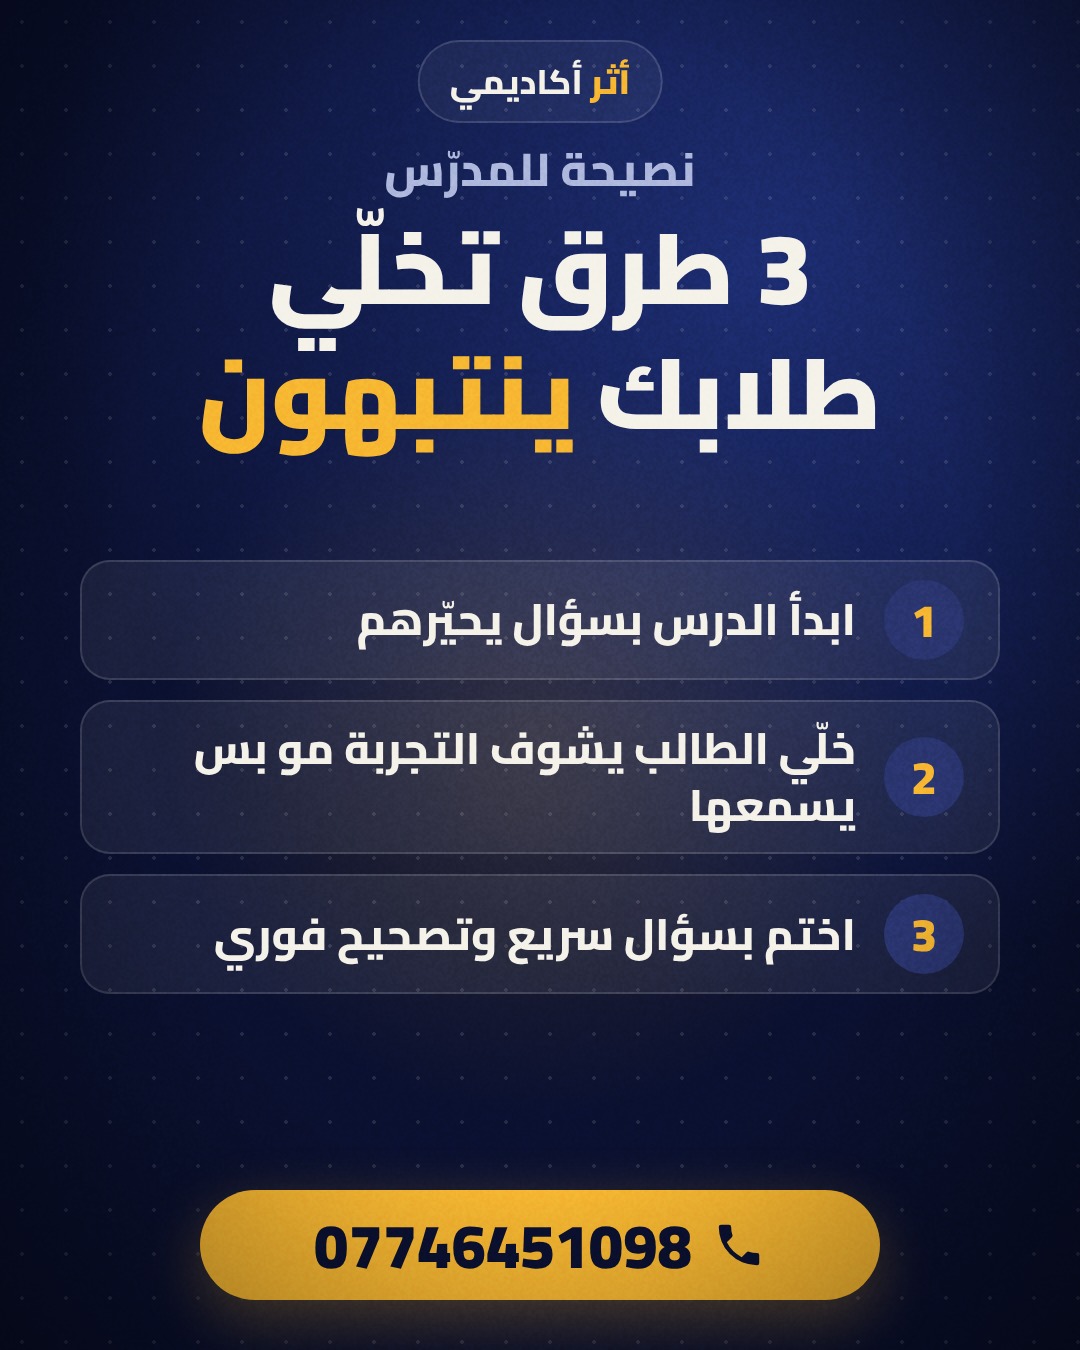 أثر أكاديمي
نصيحة للمدرّس
3 طرق تخلّي
طلابك ينتبهون
1 ابدأ الدرس بسؤال يحيّرهم
2 خلّي الطالب يشوف التجربة مو بس
يسمعها
3 اختم بسؤال سريع وتصحيح فوري
07746451098